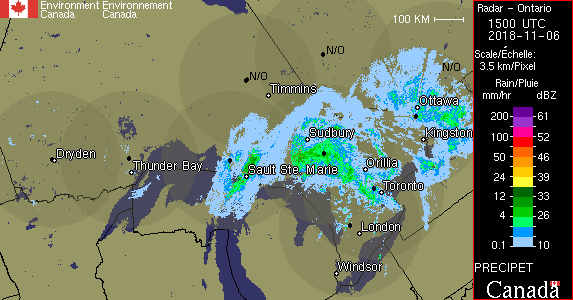 Environment Environnement
Canada Canada
100 KM
N/O
N/O
Timmins
Ottawa
Sudbury
Kingston
Dryden
Thunder Bay
Orillia
Sault Ste. Marie
Toronto
London
Windsor
Radar - Ontario
1500 UTC
2018-11-06
Scale/Échelle:
3.5 km/Pixel
Rain/Pluie
mm/hr dBZ
200 61
100 52
50 46
24 39
12 33
4 26
0.1 10
PRECIPET
Canada